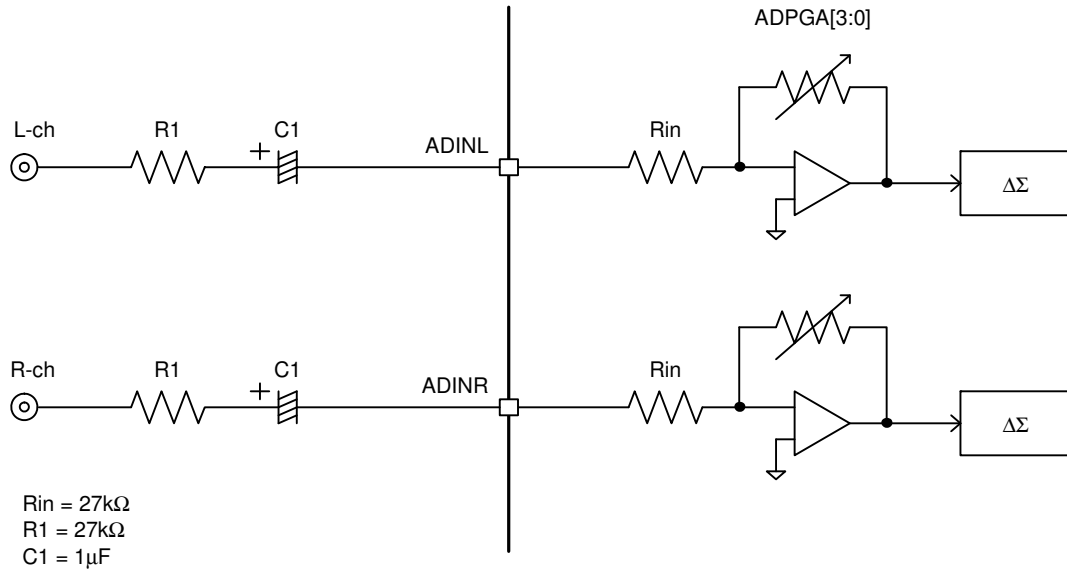 ADPGA[3:0]
L-ch
R1
+
C1
ADINL
Rin
ΔΣ
R-ch
R1
+
C1
ADINR
Rin
ΔΣ
Rin = 27kΩ
R1 = 27kΩ
C1 = 1μF